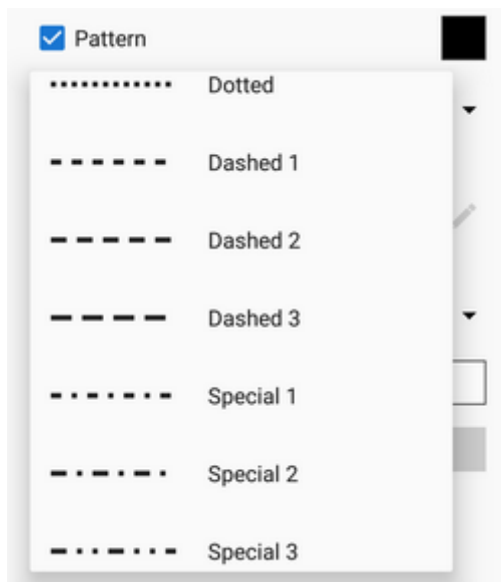 Pattern
Dotted
Dashed 1
Dashed 2
Dashed 3
Special 1
Special 2
Special 3